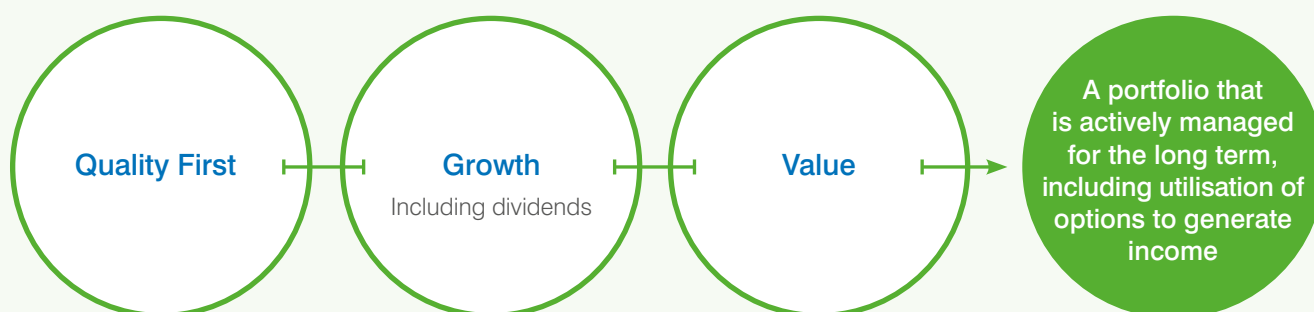 Quality First
Growth
Including dividends
Value
A portfolio that
is actively managed
for the long term,
including utilisation of
options to generate
income